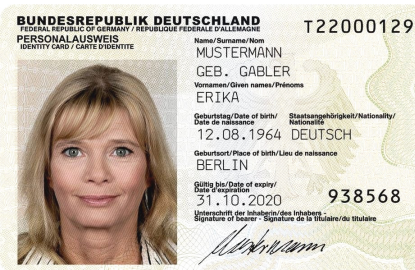 BUNDESREPUBLIK DEUTSCHLAND
FEDERAL REPUBLIC OF GERMANY / REPUBLIQUE FEDERALE D'ALLEMAGNE
PERSONALAUSWEIS
IDENTITY CARD / CARTE D'IDENTITE
T22000129
Name/Surname/Nom
MUSTERMANN
GEB. GABLER
Vornamen/Given names/Prénoms
ERIKA
Geburtstag/Date of birth/ Staatsangehörigkeit/Nationality/
Date de naissance Nationalité
12.08.1964 DEUTSCH
Geburtsort/Place of birth/Lieu de naissance
BERLIN
Gültig bis/Date of expiry/
Date d'expiration
31.10.2020 938568
Unterschrift der Inhaberin/des Inhabers -
Signature of bearer - Signature de la titulaire/du titulaire
Mustermann